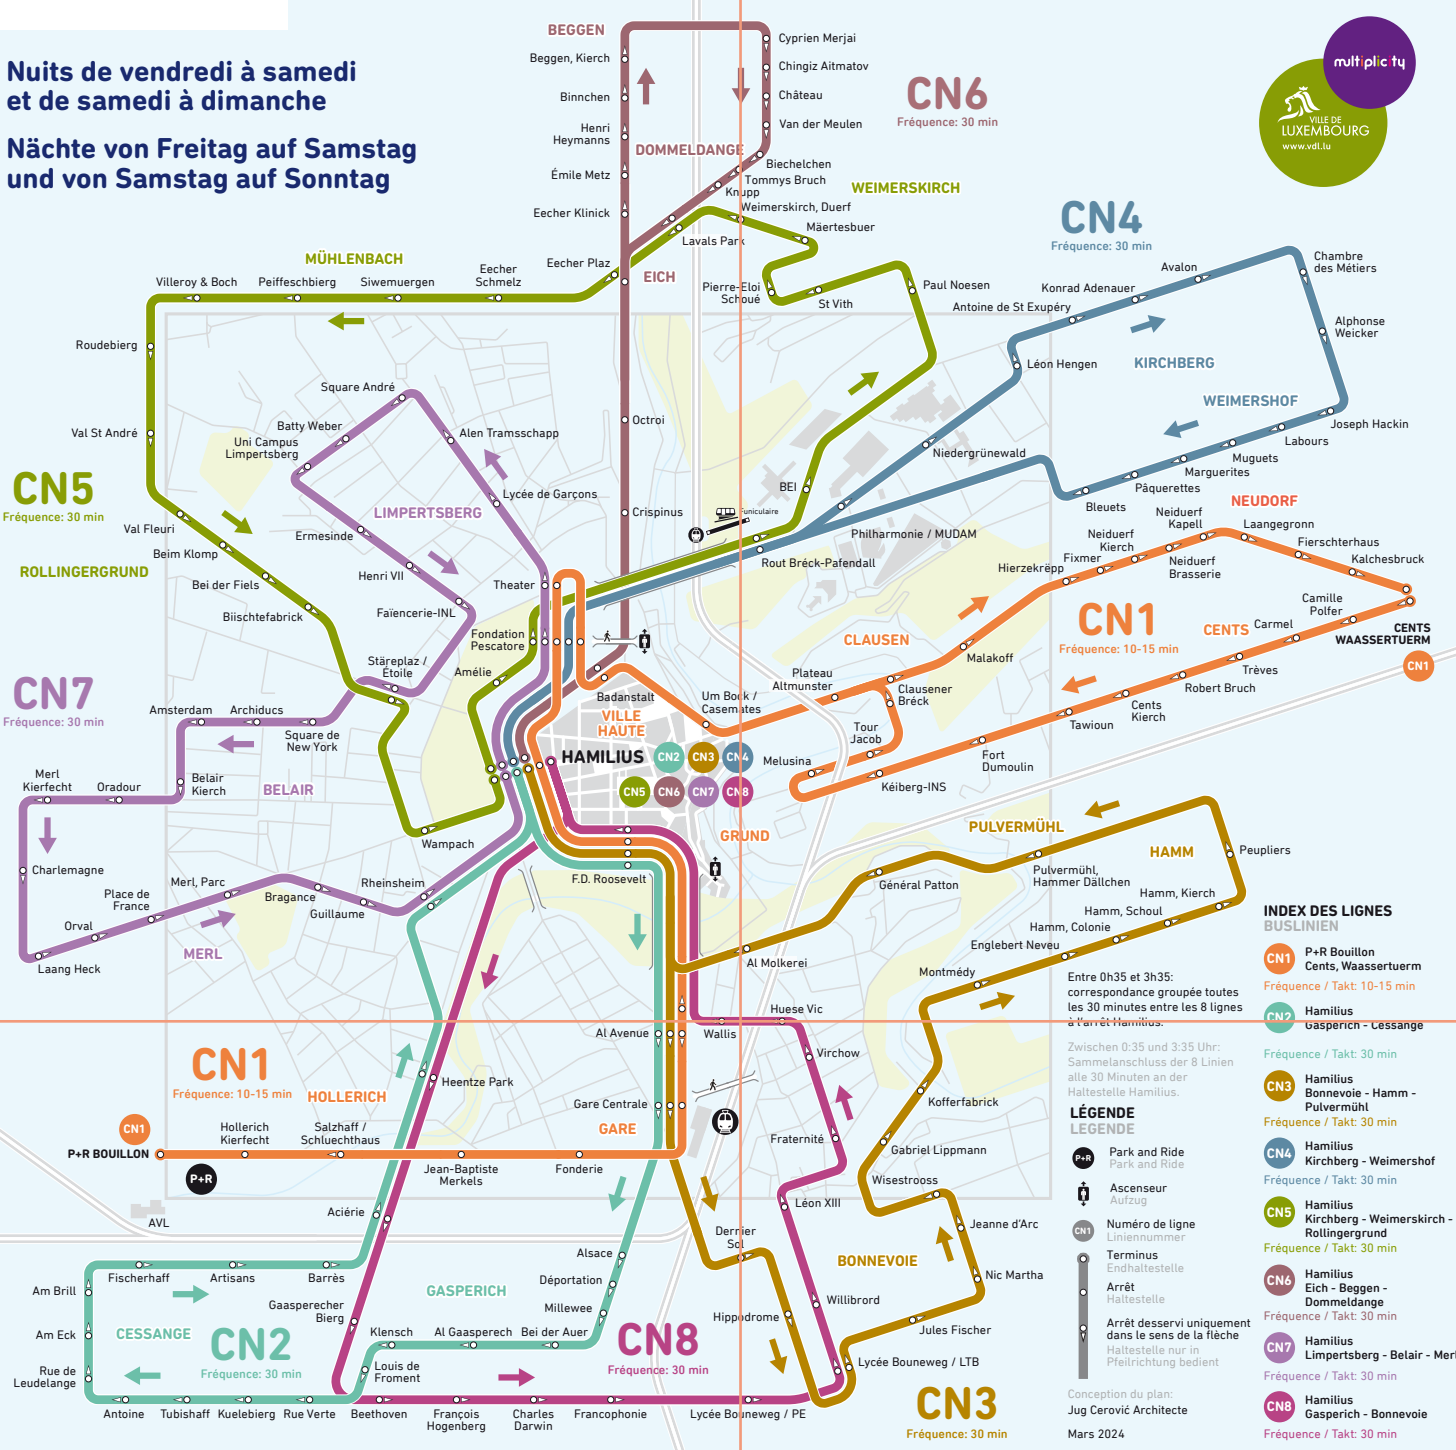 Nuits de vendredi à samedi
et de samedi à dimanche
Nächte von Freitag auf Samstag
und von Samstag auf Sonntag
multiplicity
VILLE DE
LUXEMBOURG
www.vdl.lu
BEGGEN
Beggen, Kierch
Binnchen
Henri
Heymanns
Émile Metz
Eecher Klinick
Eecher Plaz
Cyprien Merjai
Chingiz Aitmatov
Château
Van der Meulen
DOMMELDANGE
Biechelchen
Tommys Bruch
Knupp
CN6
Fréquence: 30 min
WEIMERSKIRCH
Weimerskirch, Duerf
Lavals Park
Mäertesbuer
Pierre-Eloi
Schoué
St Vith
Paul Noesen
EICH
MÜHLENBACH
Villeroy & Boch
Peiffeschbierg
Siwemuergen
Eecher
Schmelz
Roudebierg
Val St André
CN5
Fréquence: 30 min
Val Fleuri
Beim Klomp
Bei der Fiels
Biischtefabrick
ROLLINGERGRUND
CN4
Fréquence: 30 min
Antoine de St Exupéry
Konrad Adenauer
Avalon
Chambre
des Métiers
Alphonse
Weicker
Léon Hengen
KIRCHBERG
WEIMERSHOF
Joseph Hackin
Labours
Muguets
Marguerites
Pâquerettes
Bleuets
Niedergrünewald
Philharmonie / MUDAM
Rout Bréck-Pafendall
BEI
Funiculaire
Octroi
Crispinus
Square André
Batty Weber
Uni Campus
Limpertsberg
Alen Tramsschapp
Lycée de Garçons
LIMPERTSBERG
Ermesinde
Henri VII
Faïencerie-INL
Theater
Fondation
Pescatore
Amélie
Stäreplaz /
Étoile
NEUDORF
Neiduerf
Kapell
Laangegronn
Neiduerf
Kierch
Fixmer
Hierzekrëpp
Neiduerf
Brasserie
Fierschterhaus
Kalchesbruck
Camille
Polfer
CENTS
WAASSERTUERM
CN1
CN1
Fréquence: 10-15 min
CENTS
Carmel
Trèves
Robert Bruch
Cents
Kierch
Tawioun
Fort
Dumoulin
Kéiberg-INS
CLAUSEN
Malakoff
Plateau
Altmunster
Clausener
Bréck
Tour
Jacob
Melusina
Um Bock /
Casemates
Badanstalt
VILLE
HAUTE
HAMILIUS
CN2
CN3
CN4
CN5
CN6
CN7
CN8
GRUND
CN7
Fréquence: 30 min
Amsterdam
Archiducs
Square de
New York
Belair
Kierch
Merl
Kierfecht
Oradour
BELAIR
Wampach
Charlemagne
Place de
France
Merl, Parc
Bragance
Guillaume
Rheinsheim
Orval
Laang Heck
MERL
F.D. Roosevelt
PULVERMÜHL
HAMM
Peupliers
Pulvermühl,
Hammer Dällchen
Général Patton
Hamm, Kierch
Hamm, Schoul
Hamm, Colonie
Englebert Neveu
Montmédy
Al Molkerei
Al Avenue
Wallis
Huese Vic
Virchow
Heentze Park
Gare Centrale
GARE
Fraternité
Kofferfabrick
Gabriel Lippmann
Wisestrooss
Jeanne d'Arc
Nic Martha
Jules Fischer
BONNEVOIE
Léon XIII
Willibrord
Dernier
Sol
Hippodrome
Lycée Bouneweg / LTB
CN3
Fréquence: 30 min
CN1
Fréquence: 10-15 min
HOLLERICH
CN1
P+R BOUILLON
P+R
Hollerich
Kierfecht
Salzhaff /
Schluechthaus
Jean-Baptiste
Merkels
Fonderie
AVL
Aciérie
Fischerhaff
Artisans
Barrès
Am Brill
Am Eck
Rue de
Leudelange
CESSANGE
CN2
Fréquence: 30 min
Gaasperecher
Bierg
GASPERICH
Alsace
Déportation
Millewee
Klensch
Al Gaasperech
Bei der Auer
Louis de
Froment
CN8
Fréquence: 30 min
Antoine
Tubishaff
Kuelebierg
Rue Verte
Beethoven
François
Hogenberg
Charles
Darwin
Francophonie
Lycée Bouneweg / PE
Entre 0h35 et 3h35:
correspondance groupée toutes
les 30 minutes entre les 8 lignes
à l'arrêt Hamilius.
Zwischen 0:35 und 3:35 Uhr:
Sammelanschluss der 8 Linien
alle 30 Minuten an der
Haltestelle Hamilius.
LÉGENDE
LEGENDE
P+R
Park and Ride
Park and Ride
Ascenseur
Aufzug
CN1
Numéro de ligne
Liniennummer
Terminus
Endhaltestelle
Arrêt
Haltestelle
Arrêt desservi uniquement
dans le sens de la flèche
Haltestelle nur in
Pfeilrichtung bedient
Conception du plan:
Jug Cerović Architecte
Mars 2024
INDEX DES LIGNES
BUSLINIEN
CN1
P+R Bouillon
Cents, Waassertuerm
Fréquence / Takt: 10-15 min
CN2
Hamilius
Gasperich - Cessange
Fréquence / Takt: 30 min
CN3
Hamilius
Bonnevoie - Hamm -
Pulvermühl
Fréquence / Takt: 30 min
CN4
Hamilius
Kirchberg - Weimershof
Fréquence / Takt: 30 min
CN5
Hamilius
Kirchberg - Weimerskirch -
Rollingergrund
Fréquence / Takt: 30 min
CN6
Hamilius
Eich - Beggen -
Dommeldange
Fréquence / Takt: 30 min
CN7
Hamilius
Limpertsberg - Belair - Merl
Fréquence / Takt: 30 min
CN8
Hamilius
Gasperich - Bonnevoie
Fréquence / Takt: 30 min